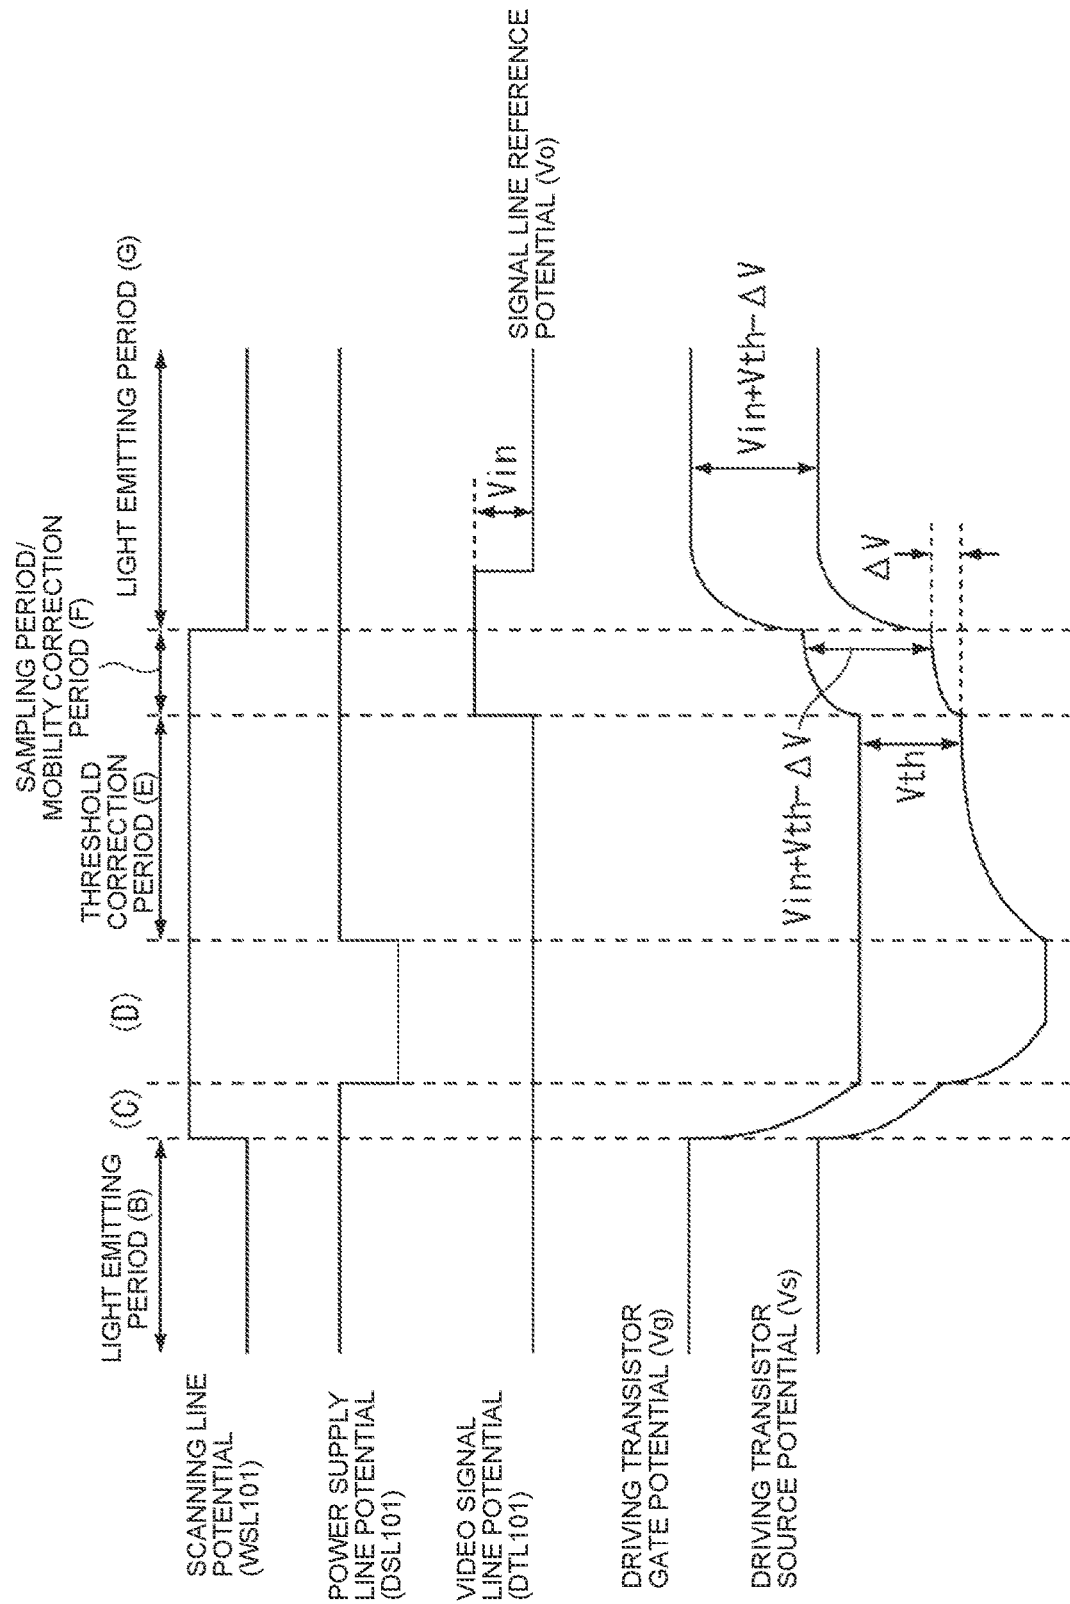 LIGHT EMITTING
PERIOD (B)
(C)
(D)
THRESHOLD
CORRECTION
PERIOD (E)
SAMPLING PERIOD/
MOBILITY CORRECTION
PERIOD (F)
LIGHT EMITTING PERIOD (G)
SCANNING LINE
POTENTIAL
(WSL101)
POWER SUPPLY
LINE POTENTIAL
(DSL101)
VIDEO SIGNAL
LINE POTENTIAL
(DTL101)
Vin
SIGNAL LINE REFERENCE
POTENTIAL (Vo)
DRIVING TRANSISTOR
GATE POTENTIAL (Vg)
DRIVING TRANSISTOR
SOURCE POTENTIAL (Vs)
Vin+Vth-ΔV
Vth
ΔV
Vin+Vth-ΔV